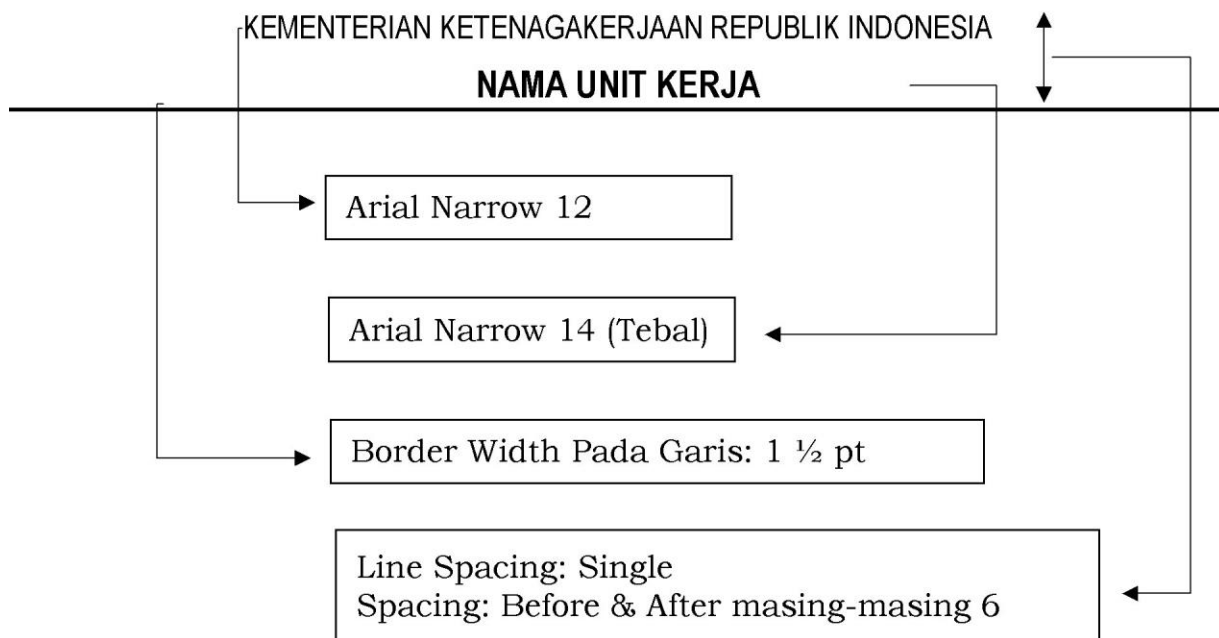 KEMENTERIAN KETENAGAKERJAAN REPUBLIK INDONESIA
NAMA UNIT KERJA
Arial Narrow 12
Arial Narrow 14 (Tebal)
Border Width Pada Garis: 1 ½ pt
Line Spacing: Single
Spacing: Before & After masing-masing 6